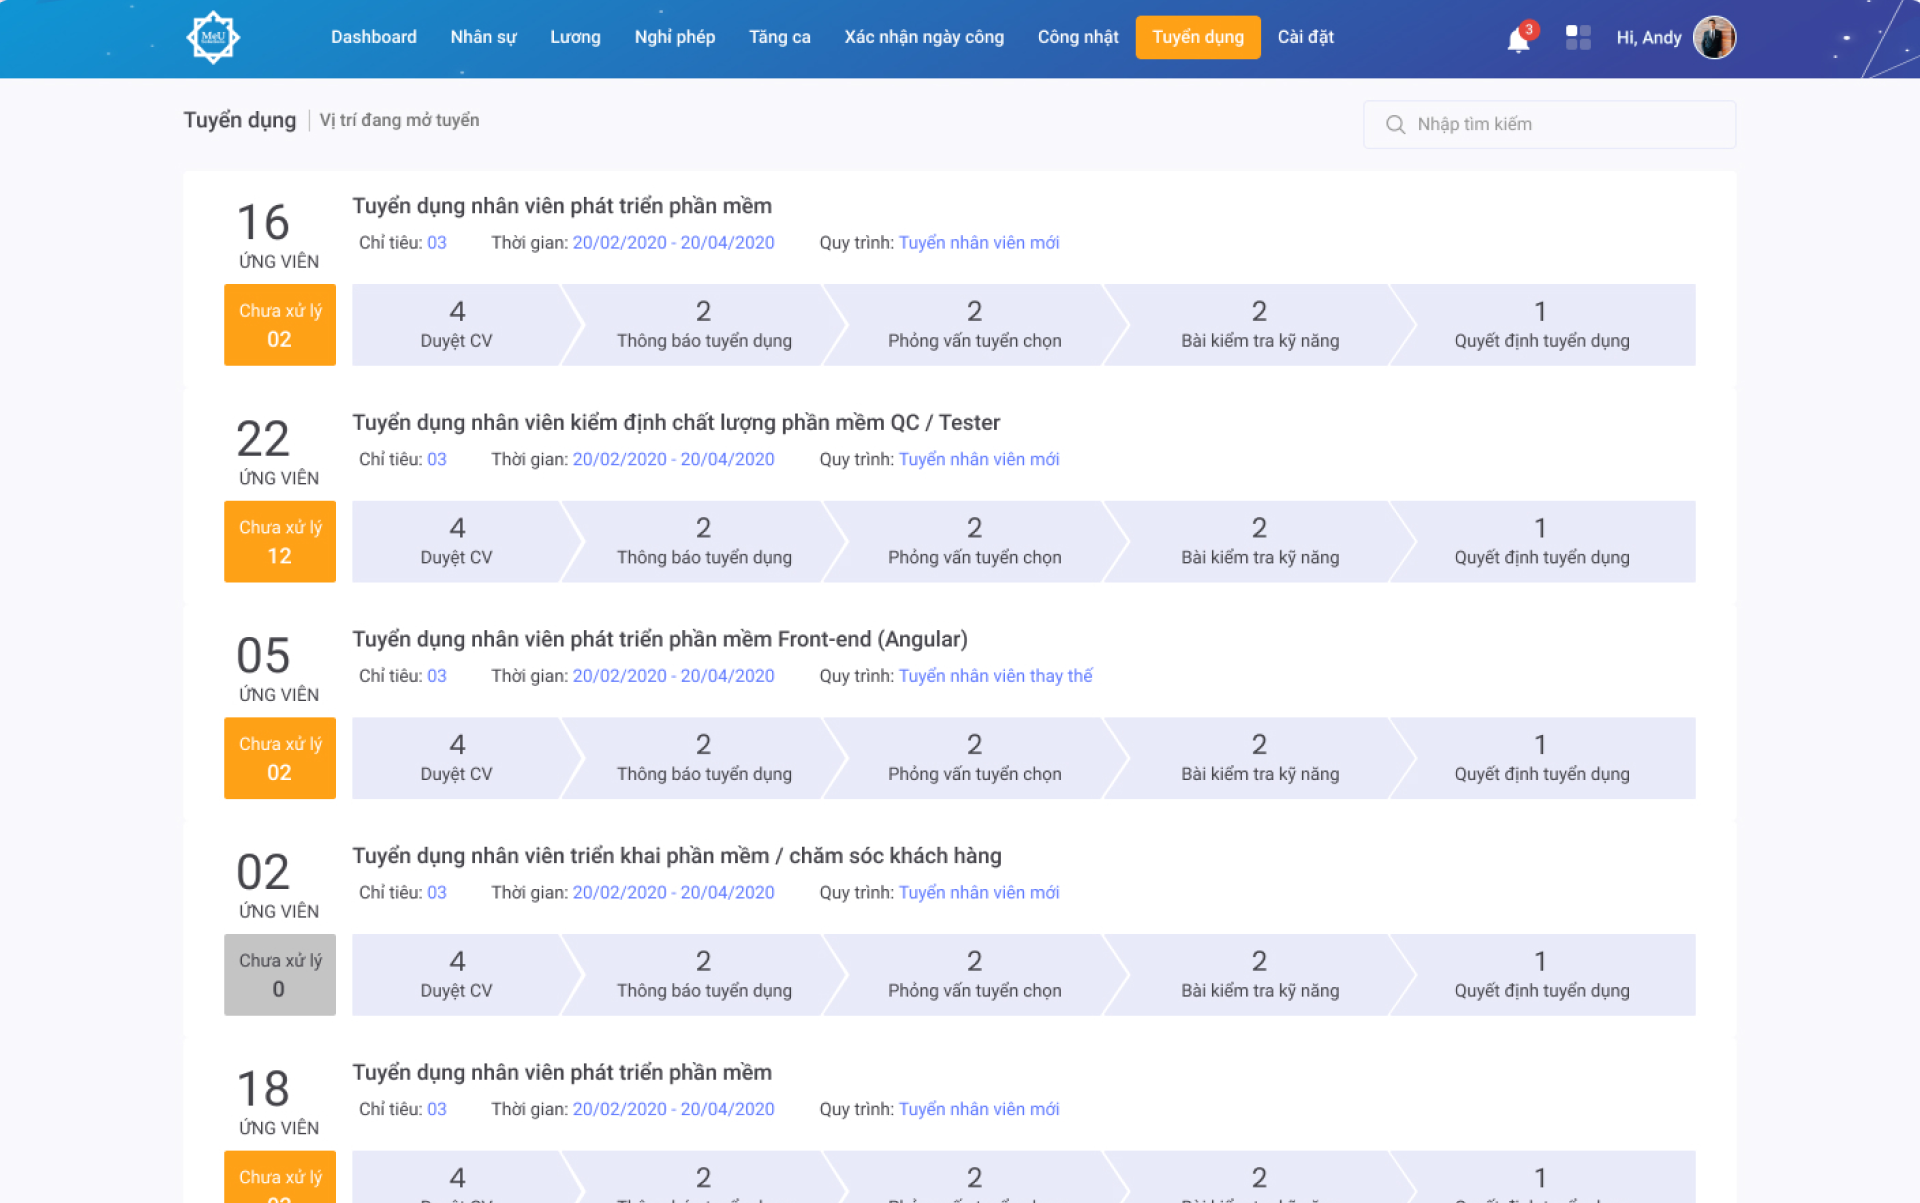 MeU
Dashboard Nhân sự Lương Nghỉ phép Tăng ca Xác nhận ngày công Công nhật Tuyển dụng Cài đặt 3 Hi, Andy
Tuyển dụng Vị trí đang mở tuyển Nhập tìm kiếm
16 Tuyển dụng nhân viên phát triển phần mềm
ỨNG VIÊN Chỉ tiêu: 03 Thời gian: 20/02/2020 - 20/04/2020 Quy trình: Tuyển nhân viên mới
Chưa xử lý 4 2 2 2 1
02 Duyệt CV Thông báo tuyển dụng Phỏng vấn tuyển chọn Bài kiểm tra kỹ năng Quyết định tuyển dụng
22 Tuyển dụng nhân viên kiểm định chất lượng phần mềm QC / Tester
ỨNG VIÊN Chỉ tiêu: 03 Thời gian: 20/02/2020 - 20/04/2020 Quy trình: Tuyển nhân viên mới
Chưa xử lý 4 2 2 2 1
12 Duyệt CV Thông báo tuyển dụng Phỏng vấn tuyển chọn Bài kiểm tra kỹ năng Quyết định tuyển dụng
05 Tuyển dụng nhân viên phát triển phần mềm Front-end (Angular)
ỨNG VIÊN Chỉ tiêu: 03 Thời gian: 20/02/2020 - 20/04/2020 Quy trình: Tuyển nhân viên thay thế
Chưa xử lý 4 2 2 2 1
02 Duyệt CV Thông báo tuyển dụng Phỏng vấn tuyển chọn Bài kiểm tra kỹ năng Quyết định tuyển dụng
02 Tuyển dụng nhân viên triển khai phần mềm / chăm sóc khách hàng
ỨNG VIÊN Chỉ tiêu: 03 Thời gian: 20/02/2020 - 20/04/2020 Quy trình: Tuyển nhân viên mới
Chưa xử lý 4 2 2 2 1
0 Duyệt CV Thông báo tuyển dụng Phỏng vấn tuyển chọn Bài kiểm tra kỹ năng Quyết định tuyển dụng
18 Tuyển dụng nhân viên phát triển phần mềm
ỨNG VIÊN Chỉ tiêu: 03 Thời gian: 20/02/2020 - 20/04/2020 Quy trình: Tuyển nhân viên mới
Chưa xử lý 4 2 2 2 1